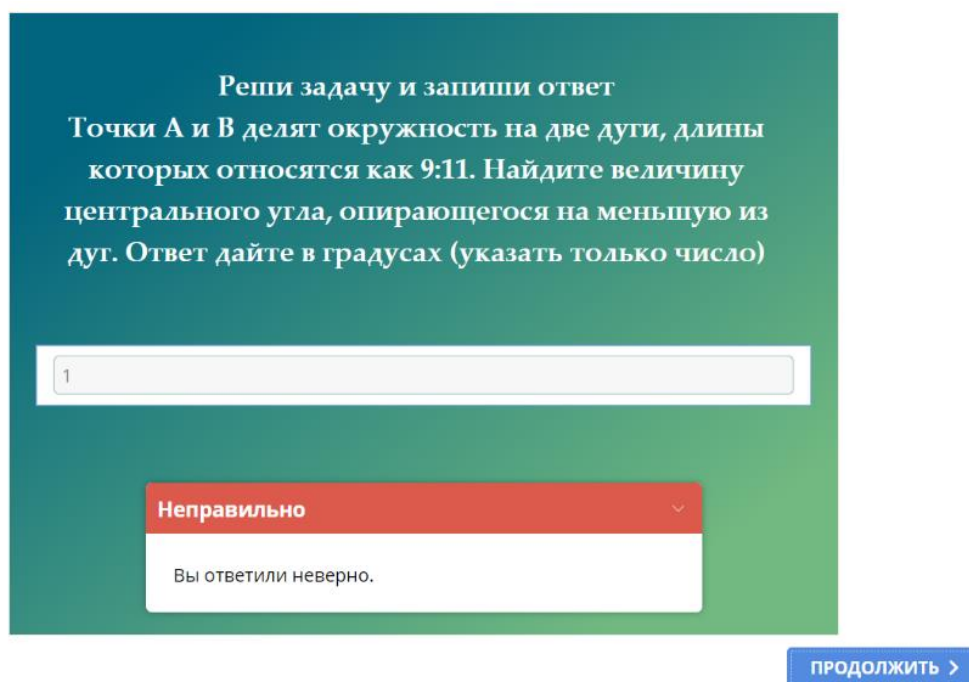 Реши задачу и запиши ответ
Точки А и В делят окружность на две дуги, длины
которых относятся как 9:11. Найдите величину
центрального угла, опирающегося на меньшую из
дуг. Ответ дайте в градусах (указать только число)
1
Неправильно
Вы ответили неверно.
ПРОДОЛЖИТЬ >